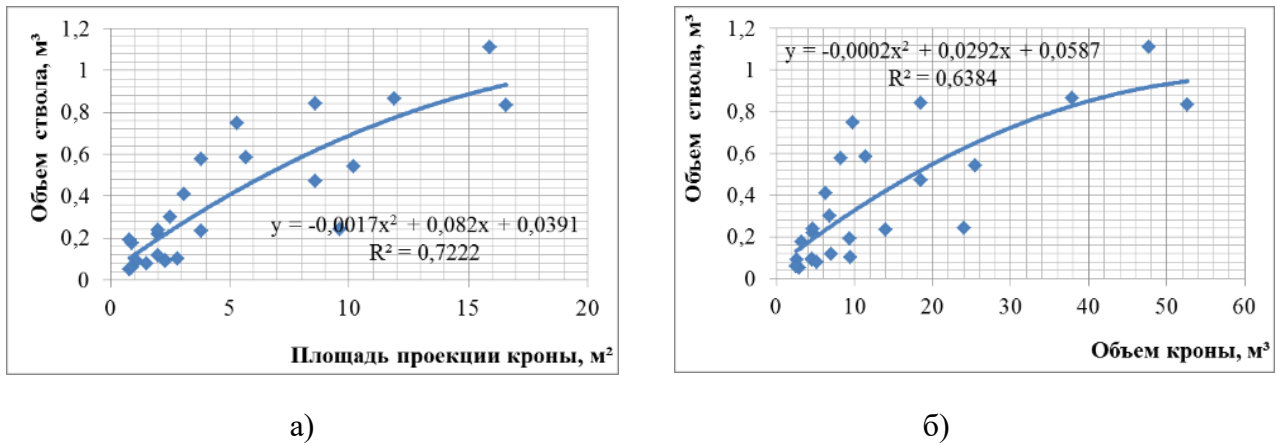 Объем ствола, м³
1,2
1
0,8
0,6
0,4
0,2
0
y = -0,0017x² + 0,082x + 0,0391
R² = 0,7222
0 5 10 15 20
Площадь проекции кроны, м²
а)
Объем ствола, м³
1,2
1
0,8
0,6
0,4
0,2
0
y = -0,0002x² + 0,0292x + 0,0587
R² = 0,6384
0 10 20 30 40 50 60
Объем кроны, м³
б)